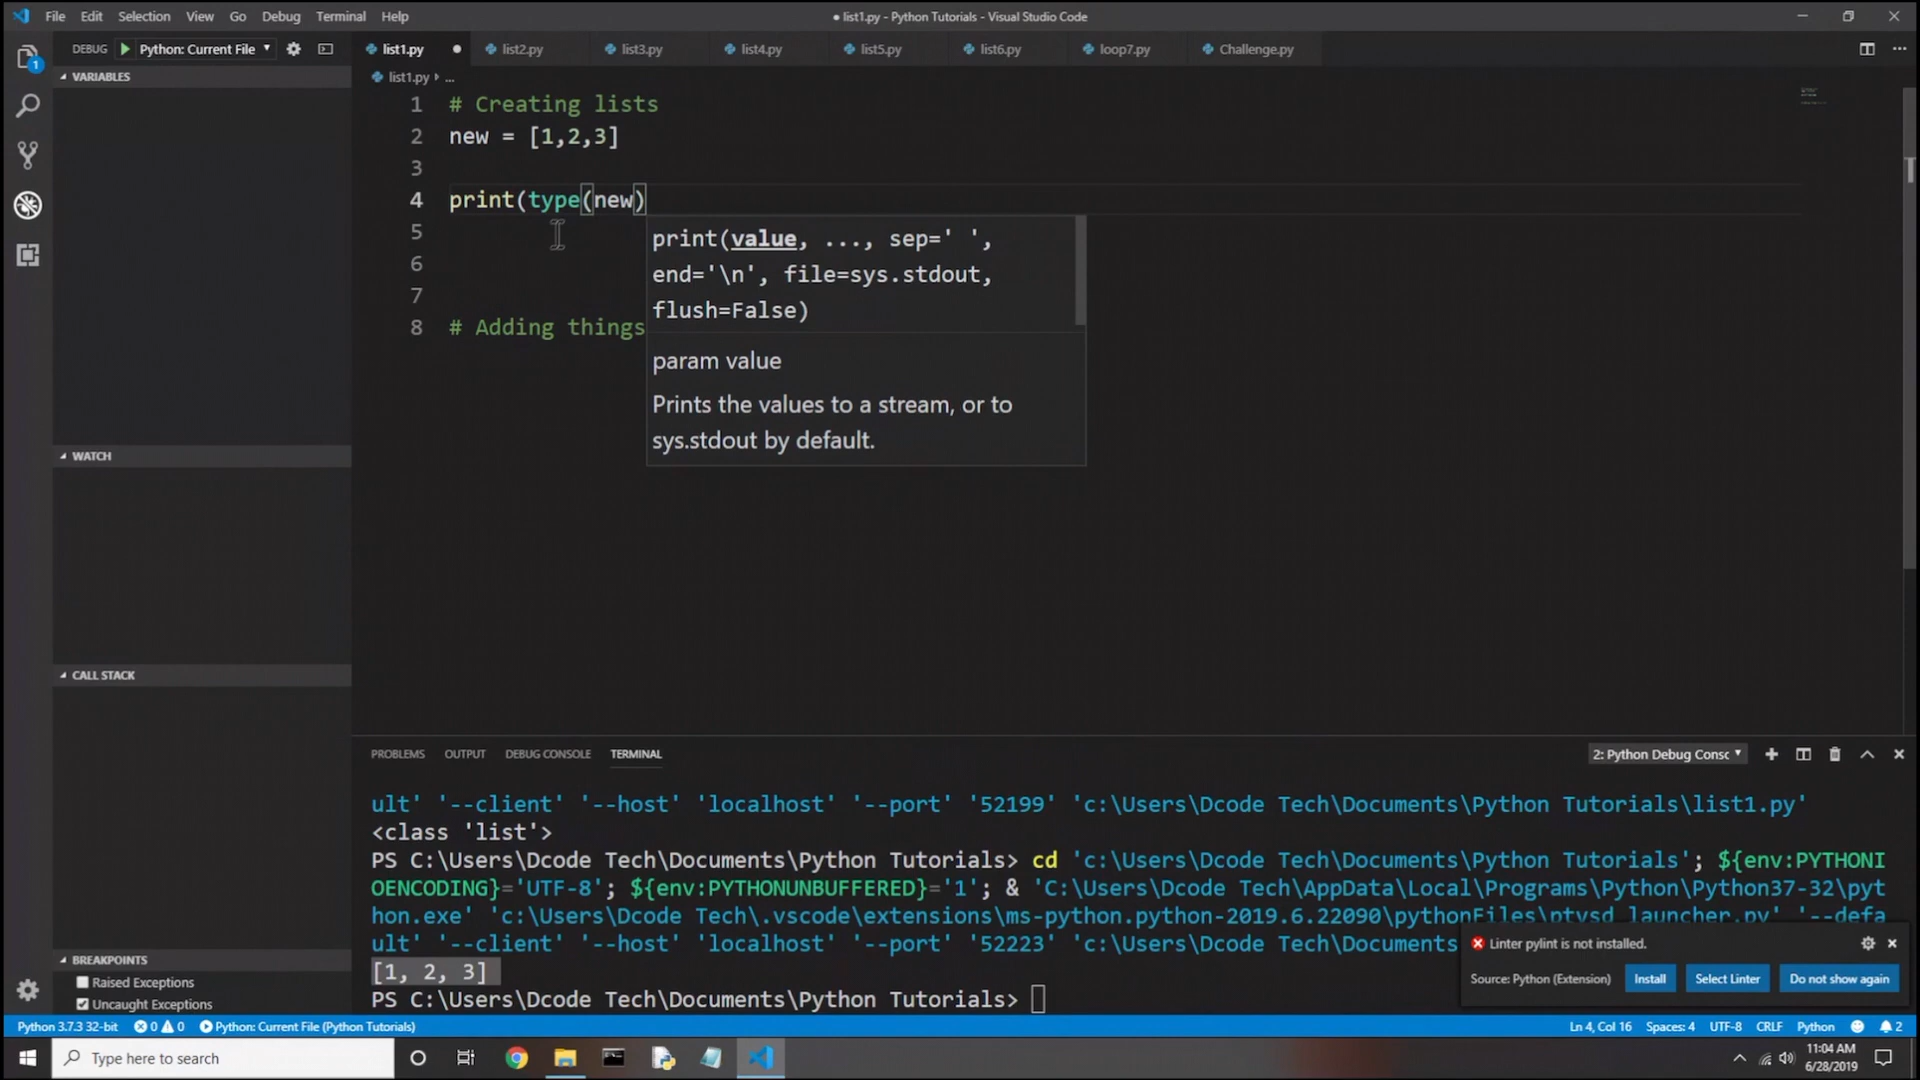 File Edit Selection View Go Debug Terminal Help
● list1.py - Python Tutorials - Visual Studio Code
DEBUG Python: Current File
list1.py list2.py list3.py list4.py list5.py list6.py loop7.py Challenge.py
VARIABLES
list1.py ...
1 # Creating lists
2 new = [1,2,3]
3
4 print(type(new)
5
6
7
8 # Adding things
print(value, ..., sep=' ',
end='\n', file=sys.stdout,
flush=False)
param value
Prints the values to a stream, or to
sys.stdout by default.
WATCH
CALL STACK
BREAKPOINTS
Raised Exceptions
Uncaught Exceptions
PROBLEMS OUTPUT DEBUG CONSOLE TERMINAL
2: Python Debug Consc
ult' '--client' '--host' 'localhost' '--port' '52199' 'c:\Users\Dcode Tech\Documents\Python Tutorials\list1.py'
<class 'list'>
PS C:\Users\Dcode Tech\Documents\Python Tutorials> cd 'c:\Users\Dcode Tech\Documents\Python Tutorials'; ${env:PYTHONI
OENCODING}='UTF-8'; ${env:PYTHONUNBUFFERED}='1'; & 'C:\Users\Dcode Tech\AppData\Local\Programs\Python\Python37-32\pyt
hon.exe' 'c:\Users\Dcode Tech\.vscode\extensions\ms-python.python-2019.6.22090\pythonFiles\ptvsd_launcher.py' '--defa
ult' '--client' '--host' 'localhost' '--port' '52223' 'c:\Users\Dcode Tech\Documents
[1, 2, 3]
PS C:\Users\Dcode Tech\Documents\Python Tutorials>
Linter pylint is not installed.
Source: Python (Extension) Install Select Linter Do not show again
Python 3.7.3 32-bit 0 0 Python: Current File (Python Tutorials)
Ln 4, Col 16 Spaces: 4 UTF-8 CRLF Python 2
Type here to search
11:04 AM
6/28/2019